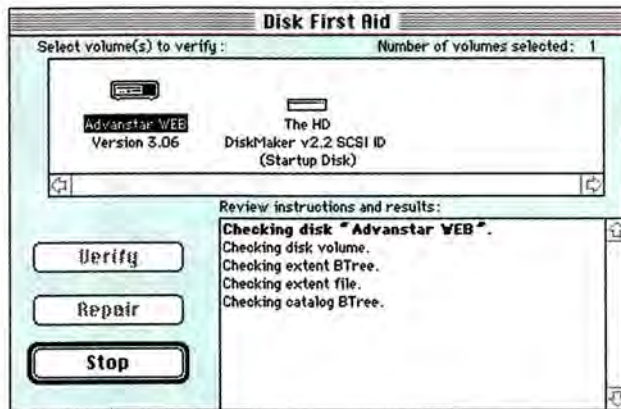 Disk First Aid
Select volume(s) to verify: Number of volumes selected: 1
Advanstar WEB The HD
Version 3.06 DiskMaker v2.2 SCSI ID
(Startup Disk)
Review instructions and results:
Checking disk "Advanstar WEB".
Checking disk volume.
Checking extent BTree.
Checking extent file.
Checking catalog BTree.
Verify
Repair
Stop